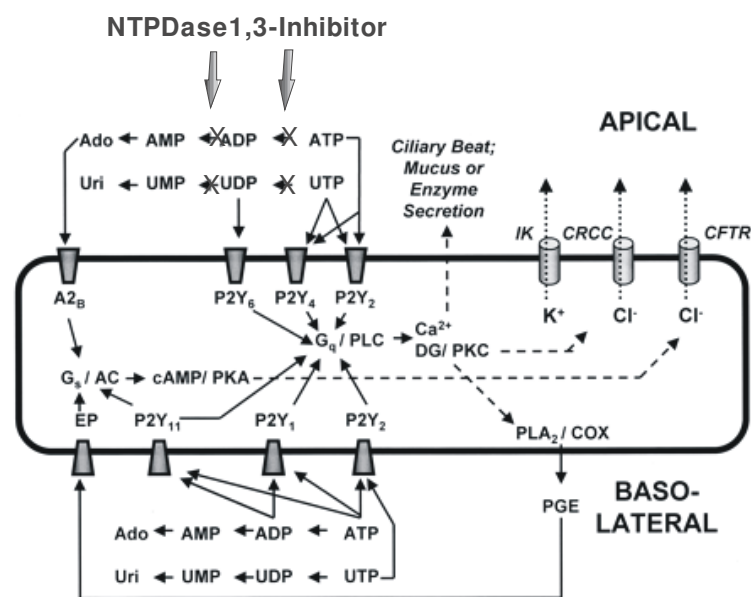 NTPDase1,3-Inhibitor
APICAL
Ado AMP X ADP X ATP
Ciliary Beat;
Mucus or
Enzyme
Secretion
Uri UMP X UDP X UTP
IK CRCC CFTR
A2B P2Y6 P2Y4 P2Y2
K+ Cl- Cl-
Gq/ PLC Ca2+
DG/ PKC
Gs/ AC cAMP/ PKA
EP P2Y11 P2Y1 P2Y2
PLA2/ COX
BASO-
LATERAL
PGE
Ado AMP ADP ATP
Uri UMP UDP UTP